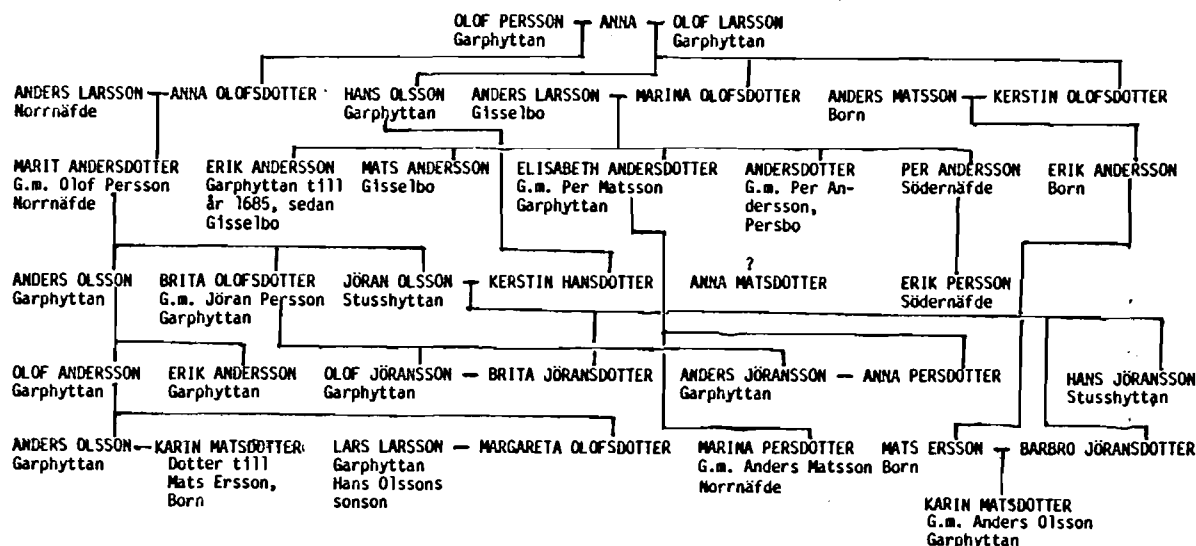 OLOF PERSSON — ANNA — OLOF LARSSON
Garphyttan Garphyttan
ANDERS LARSSON — ANNA OLOFSDOTTER HANS OLSSON ANDERS LARSSON — MARINA OLOFSDOTTER ANDERS MATSSON — KERSTIN OLOFSDOTTER
Norrnäfde Garphyttan Gisselbo Born
MARIT ANDERSDOTTER ERIK ANDERSSON MATS ANDERSSON ELISABETH ANDERSDOTTER ANDERSDOTTER PER ANDERSSON ERIK ANDERSSON
G.m. Olof Persson Garphyttan till Gisselbo G.m. Per Matsson G.m. Per An- Södernäfde Born
Norrnäfde år 1685, sedan Garphyttan dersson,
Gisselbo Persbo
?
ANDERS OLSSON BRITA OLOFSDOTTER JÖRAN OLSSON — KERSTIN HANSDOTTER ANNA MATSDOTTER ERIK PERSSON
Garphyttan G.m. Jöran Persson Stusshyttan Södernäfde
Garphyttan
OLOF ANDERSSON ERIK ANDERSSON OLOF JÖRANSSON — BRITA JÖRANSDOTTER ANDERS JÖRANSSON — ANNA PERSDOTTER HANS JÖRANSSON
Garphyttan Garphyttan Garphyttan Garphyttan Stusshyttan
ANDERS OLSSON — KARIN MATSDOTTER LARS LARSSON — MARGARETA OLOFSDOTTER MARINA PERSDOTTER MATS ERSSON — BARBRO JÖRANSDOTTER
Garphyttan Dotter till Garphyttan G.m. Anders Matsson Born
Mats Ersson, Hans Olssons Norrnäfde
Born sonson
KARIN MATSDOTTER
G.m. Anders Olsson
Garphyttan